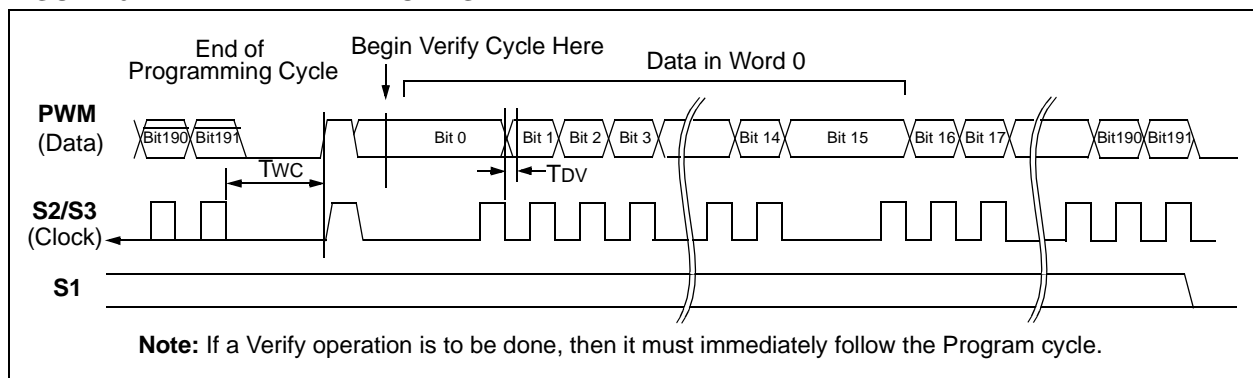 End of
Programming Cycle
Begin Verify Cycle Here
Data in Word 0
PWM
(Data)
Bit190 Bit191 Bit 0 Bit 1 Bit 2 Bit 3 Bit 14 Bit 15 Bit 16 Bit 17 Bit190 Bit191
TWC
TDV
S2/S3
(Clock)
S1
Note: If a Verify operation is to be done, then it must immediately follow the Program cycle.